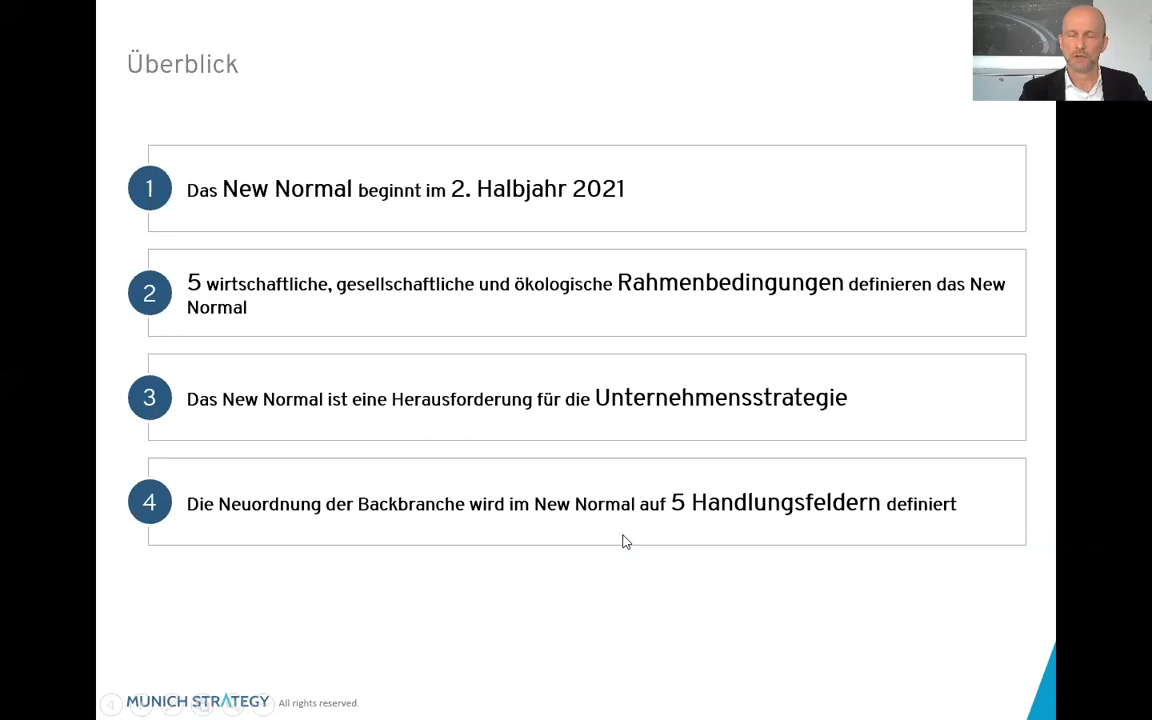 Überblick
1
Das New Normal beginnt im 2. Halbjahr 2021
2
5 wirtschaftliche, gesellschaftliche und ökologische Rahmenbedingungen definieren das New
Normal
3
Das New Normal ist eine Herausforderung für die Unternehmensstrategie
4
Die Neuordnung der Backbranche wird im New Normal auf 5 Handlungsfeldern definiert
MUNICH STRATEGY All rights reserved.